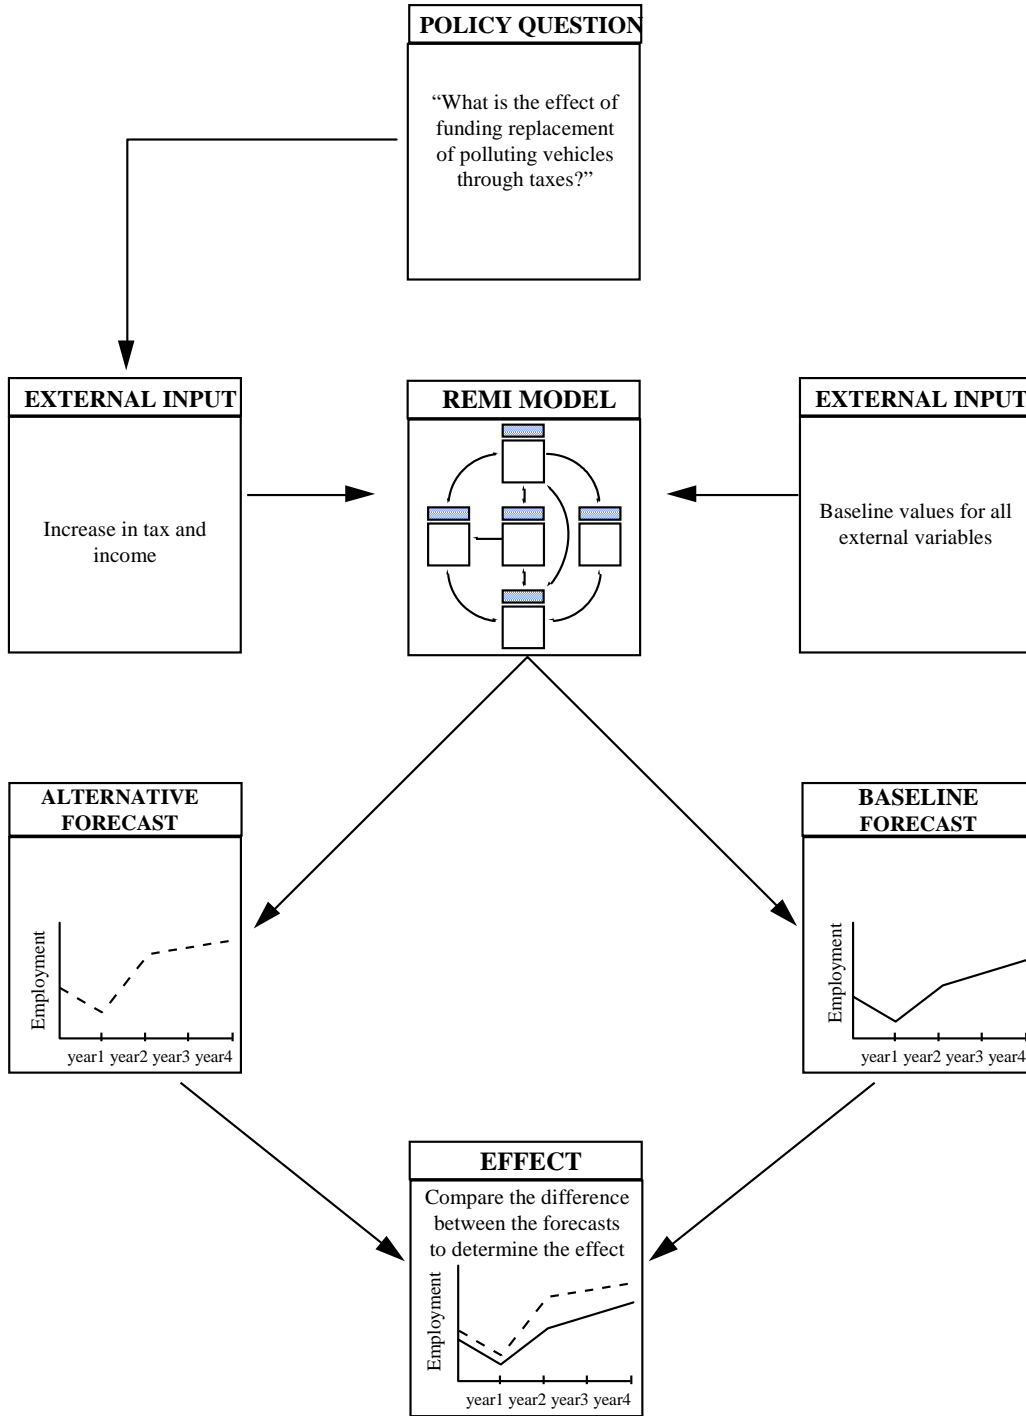 POLICY QUESTION
“What is the effect of
funding replacement
of polluting vehicles
through taxes?”
EXTERNAL INPUT
Increase in tax and
income
REMI MODEL
EXTERNAL INPUT
Baseline values for all
external variables
ALTERNATIVE
FORECAST
Employment
year1 year2 year3 year4
BASELINE
FORECAST
Employment
year1 year2 year3 year4
EFFECT
Compare the difference
between the forecasts
to determine the effect
Employment
year1 year2 year3 year4